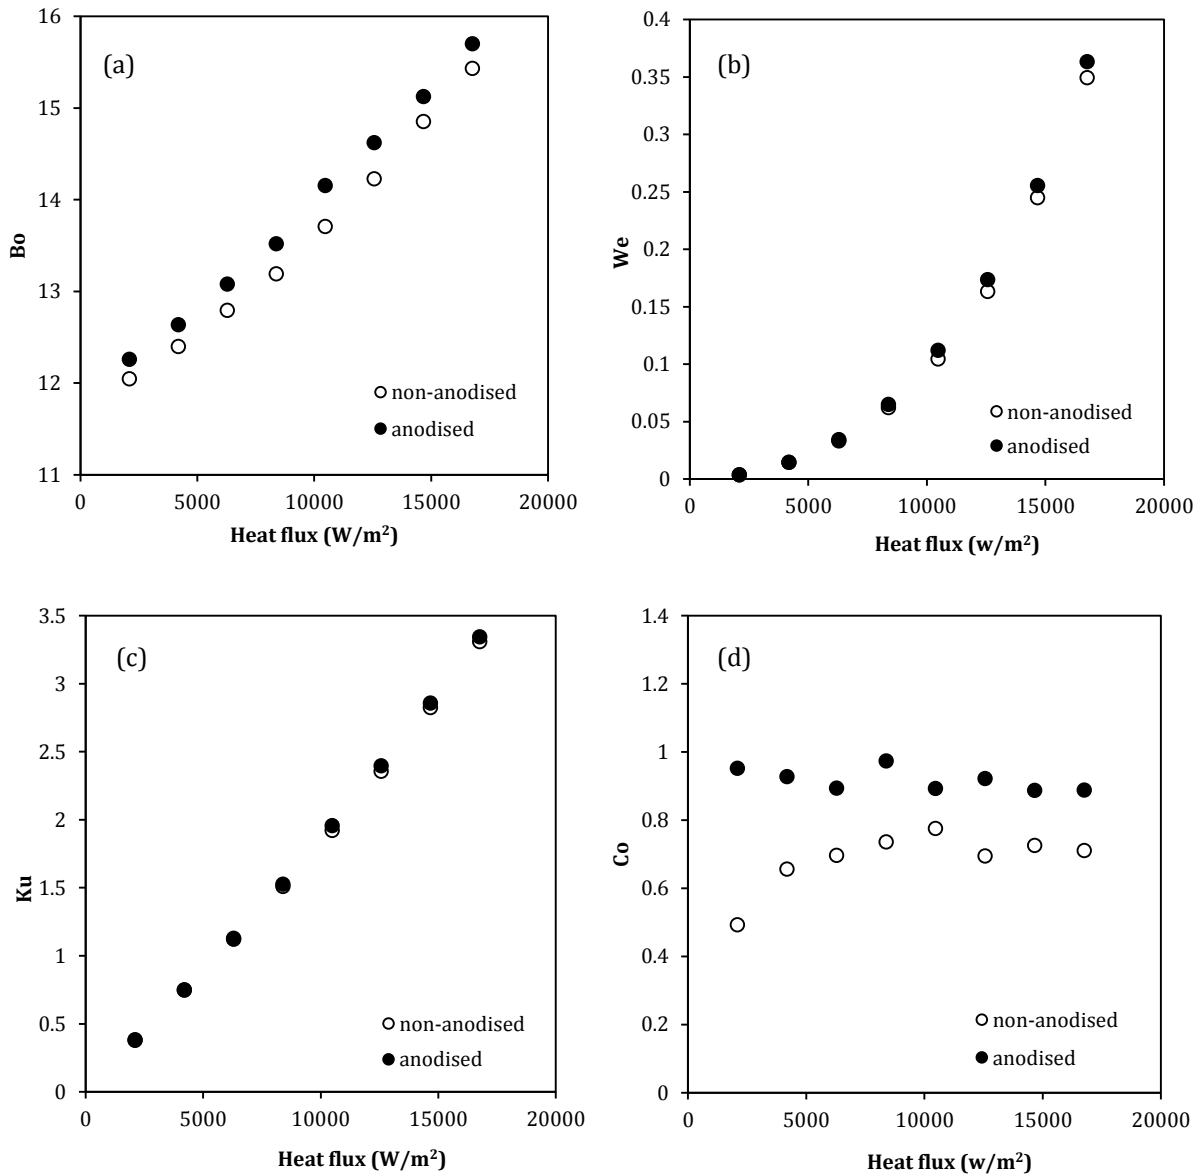 (a)
16
15
14
13
12
11
Bo
non-anodised
anodised
0 5000 10000 15000 20000
Heat flux (W/m²)
(b)
0.4
0.35
0.3
0.25
0.2
0.15
0.1
0.05
0
We
non-anodised
anodised
0 5000 10000 15000 20000
Heat flux (w/m²)
(c)
3.5
3
2.5
2
1.5
1
0.5
0
Ku
non-anodised
anodised
0 5000 10000 15000 20000
Heat flux (W/m²)
(d)
1.4
1.2
1
0.8
0.6
0.4
0.2
0
Co
non-anodised
anodised
0 5000 10000 15000 20000
Heat flux (w/m²)